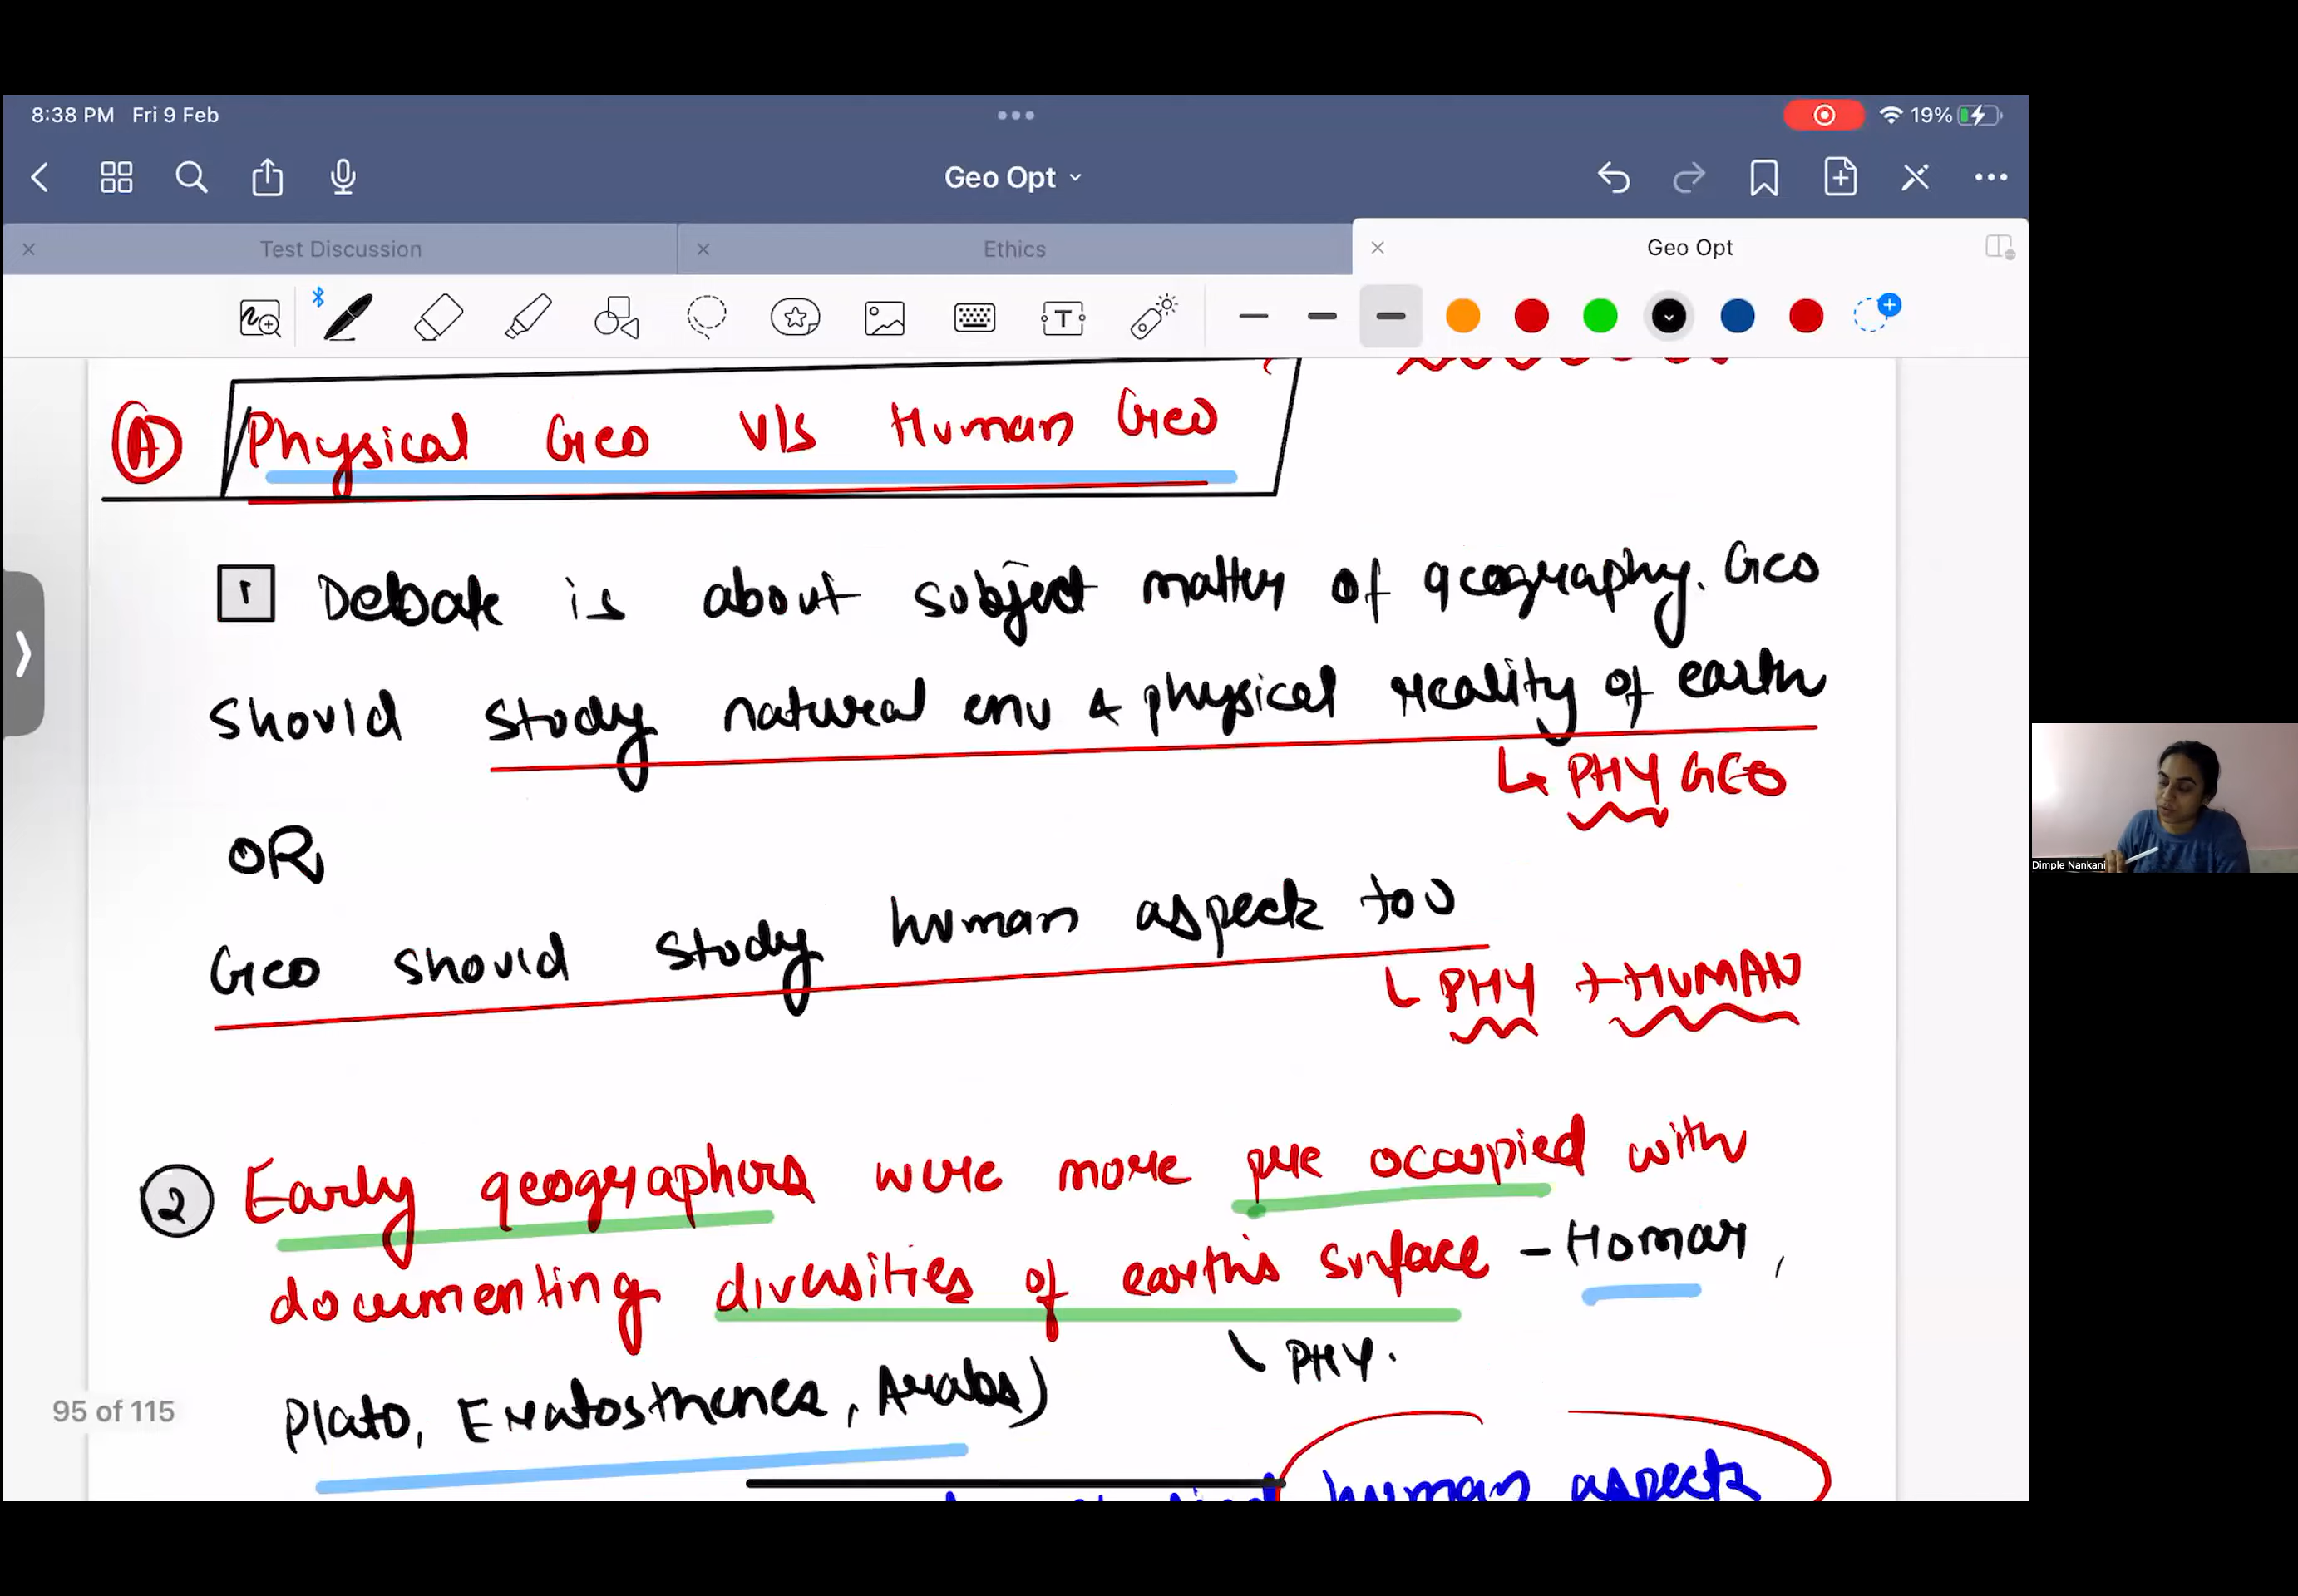 8:38 PM Fri 9 Feb
19%
Geo Opt
Test Discussion
Ethics
Geo Opt
T
A Physical Geo V/s Human Geo
1 Debate is about subject matter of geography. Geo
should study natural env & physical reality of earth
↳ PHY GEO
OR
Geo should study human aspects too
↳ PHY + HUMAN
2 Early geographers were more pre occupied with
documenting diversities of earth's surface - Homar,
PHY.
Plato, Eratosthenes, Arabs)
95 of 115
human aspects
Dimple Nankani